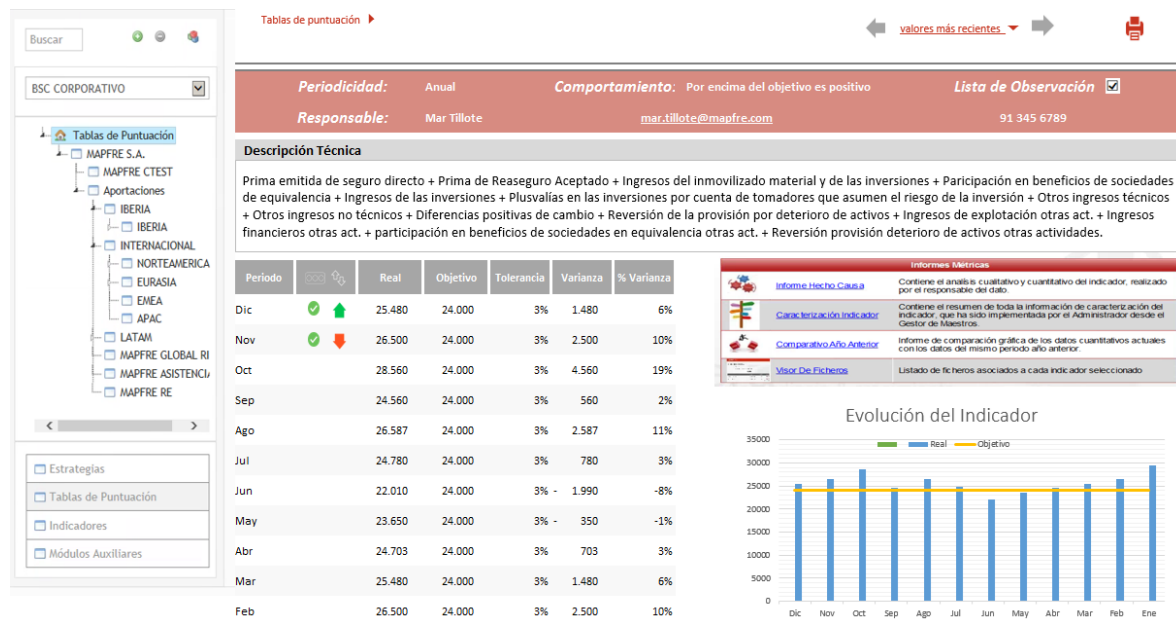 Buscar
BSC CORPORATIVO
Tablas de Puntuación
MAPFRE S.A.
MAPFRE CTEST
Aportaciones
IBERIA
IBERIA
INTERNACIONAL
NORTEAMERICA
EURASIA
EMEA
APAC
LATAM
MAPFRE GLOBAL RI
MAPFRE ASISTENCIA
MAPFRE RE
Estrategias
Tablas de Puntuación
Indicadores
Módulos Auxiliares
Tablas de puntuación
valores más recientes
Periodicidad: Anual Comportamiento: Por encima del objetivo es positivo Lista de Observación
Responsable: Mar Tillote mar.tillote@mapfre.com 91 345 6789
Descripción Técnica
Prima emitida de seguro directo + Prima de Reaseguro Aceptado + Ingresos del inmovilizado material y de las inversiones + Paricipación en beneficios de sociedades
de equivalencia + Ingresos de las inversiones + Plusvalías en las inversiones por cuenta de tomadores que asumen el riesgo de la inversión + Otros ingresos técnicos
+ Otros ingresos no técnicos + Diferencias positivas de cambio + Reversión de la provisión por deterioro de activos + Ingresos de explotación otras act. + Ingresos
financieros otras act. + participación en beneficios de sociedades en equivalencia otras act. + Reversión provisión deterioro de activos otras actividades.
Periodo Real Objetivo Tolerancia Varianza % Varianza
Dic 25.480 24.000 3% 1.480 6%
Nov 26.500 24.000 3% 2.500 10%
Oct 28.560 24.000 3% 4.560 19%
Sep 24.560 24.000 3% 560 2%
Ago 26.587 24.000 3% 2.587 11%
Jul 24.780 24.000 3% 780 3%
Jun 22.010 24.000 3% - 1.990 -8%
May 23.650 24.000 3% - 350 -1%
Abr 24.703 24.000 3% 703 3%
Mar 25.480 24.000 3% 1.480 6%
Feb 26.500 24.000 3% 2.500 10%
Informes Métricas
Informe Hecho Causa Contiene el analisis cualitativo y cuantitativo del indicador, realizado
por el responsable del dato.
Caracterización Indicador Contiene el resumen de toda la información de caracterización del
indicador, que ha sido implementada por el Administrador desde el
Gestor de Maestros.
Comparativo Año Anterior Informe de comparación gráfica de los datos cuantitativos actuales
con los datos del mismo periodo año anterior.
Visor De Ficheros Listado de ficheros asociados a cada indicador seleccionado
Evolución del Indicador
Real Objetivo
35000
30000
25000
20000
15000
10000
5000
0
Dic Nov Oct Sep Ago Jul Jun May Abr Mar Feb Ene